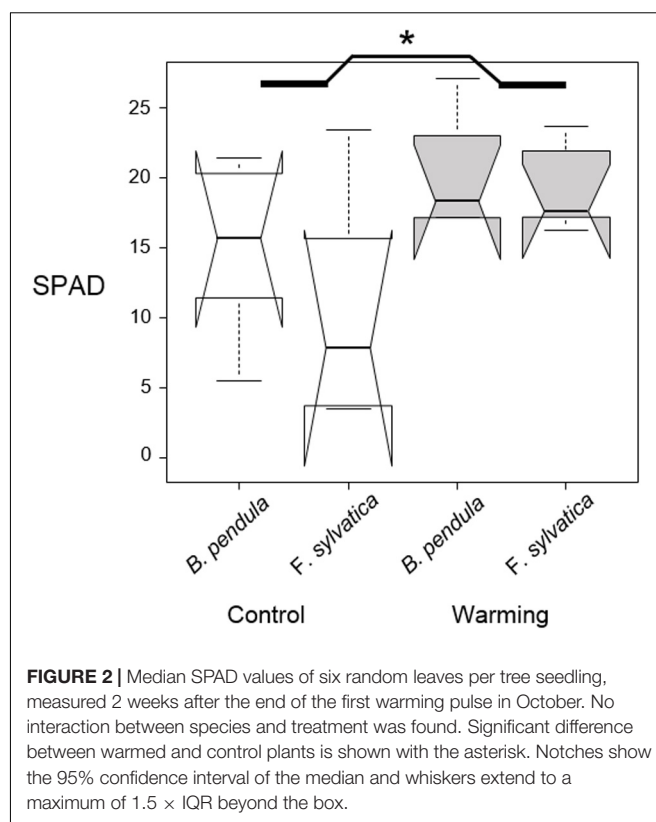 *
25
20
15
10
5
0
SPAD
B. pendula
F. sylvatica
B. pendula
F. sylvatica
Control
Warming
FIGURE 2 | Median SPAD values of six random leaves per tree seedling,
measured 2 weeks after the end of the first warming pulse in October. No
interaction between species and treatment was found. Significant difference
between warmed and control plants is shown with the asterisk. Notches show
the 95% confidence interval of the median and whiskers extend to a
maximum of 1.5 × IQR beyond the box.